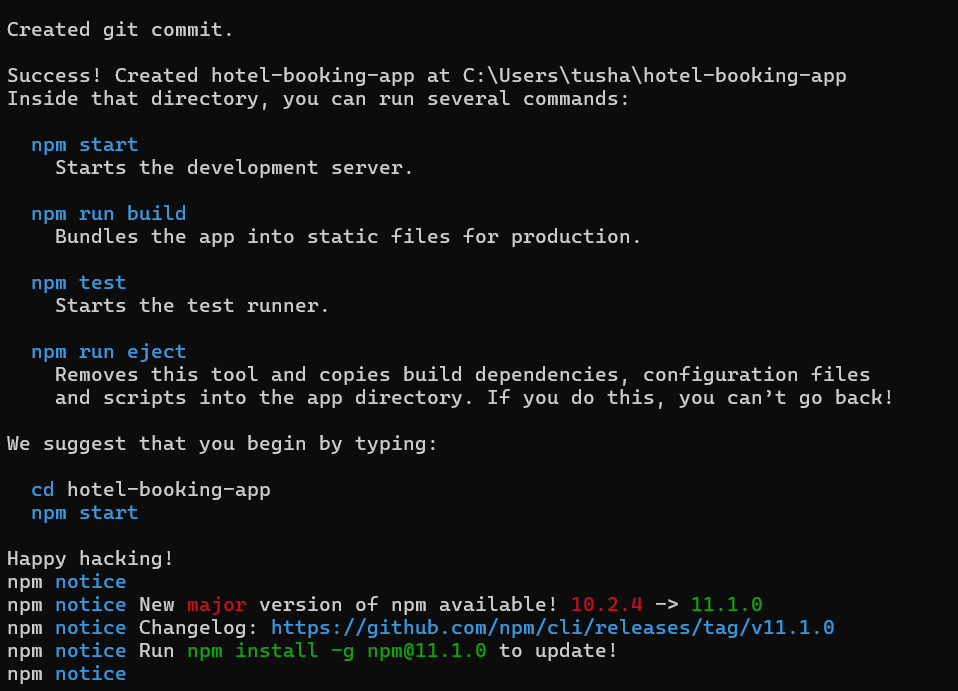 Created git commit.
Success! Created hotel-booking-app at C:\Users\tusha\hotel-booking-app
Inside that directory, you can run several commands:
npm start
Starts the development server.
npm run build
Bundles the app into static files for production.
npm test
Starts the test runner.
npm run eject
Removes this tool and copies build dependencies, configuration files
and scripts into the app directory. If you do this, you can’t go back!
We suggest that you begin by typing:
cd hotel-booking-app
npm start
Happy hacking!
npm notice
npm notice New major version of npm available! 10.2.4 -> 11.1.0
npm notice Changelog: https://github.com/npm/cli/releases/tag/v11.1.0
npm notice Run npm install -g npm@11.1.0 to update!
npm notice